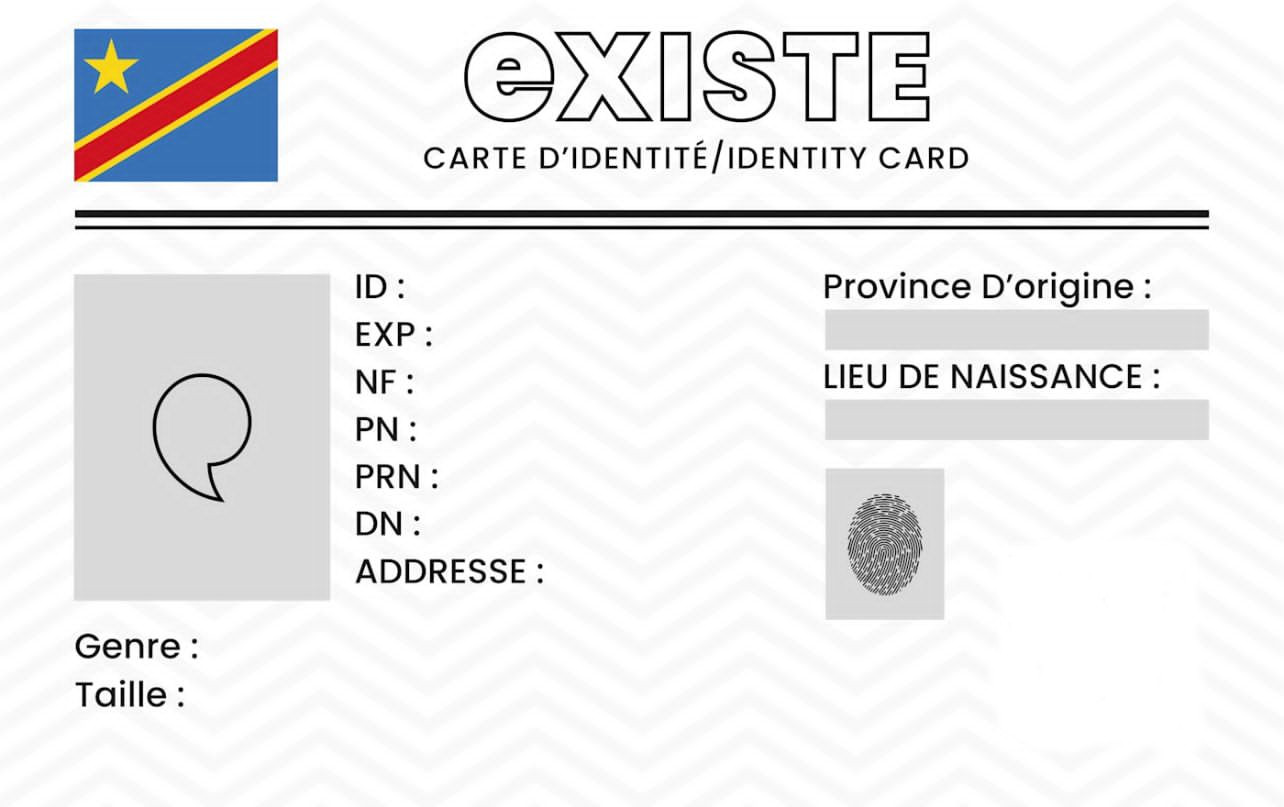 eXISTE
CARTE D'IDENTITÉ/IDENTITY CARD
ID :
EXP :
NF :
PN :
PRN :
DN :
ADDRESSE :
Genre :
Taille :
Province D'origine :
LIEU DE NAISSANCE :